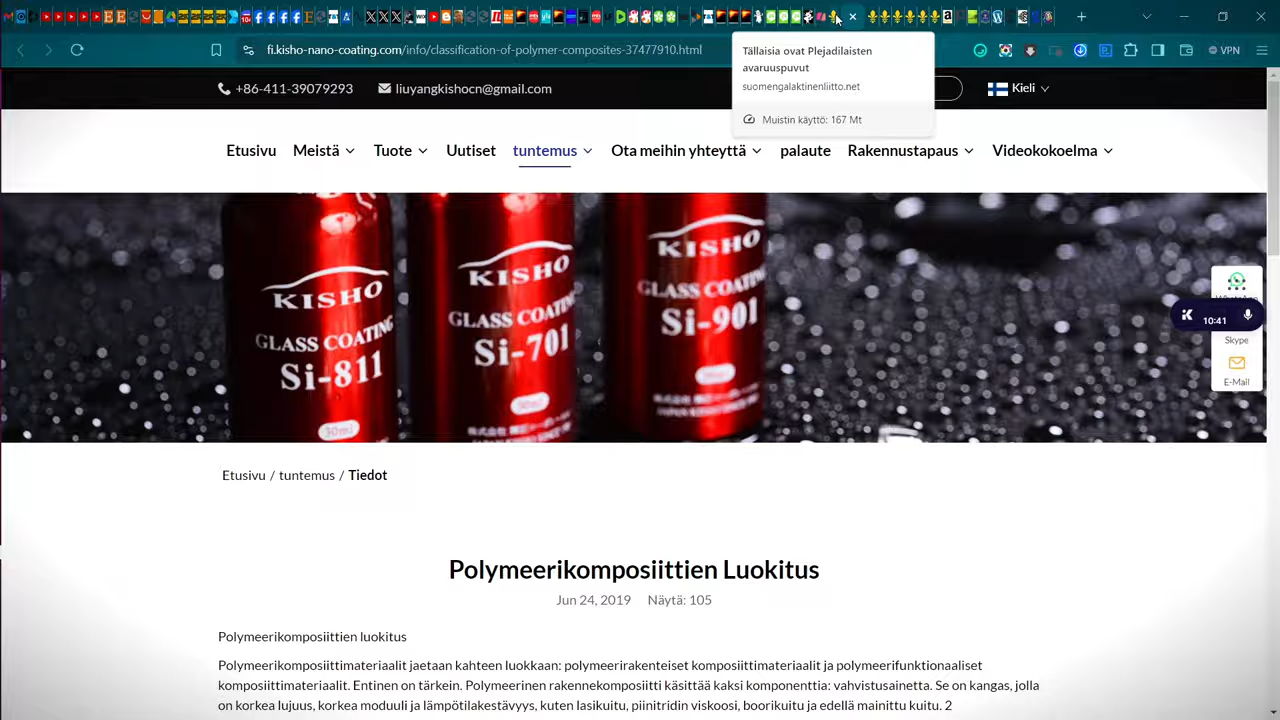 fi.kisho-nano-coating.com/info/classification-of-polymer-composites-37477910.html
VPN
Tällaisia ovat Plejadilaisten
avaruuspuvut
suomengalaktinenliitto.net
Muistin käyttö: 167 Mt
+86-411-39079293
liuyangkishocn@gmail.com
Kieli
Etusivu Meistä Tuote Uutiset tuntemus Ota meihin yhteyttä palaute Rakennustapaus Videokokoelma
KISHO
GLASS COATING
Si-811
30ml
KISHO
GLASS COATING
Si-701
KISHO
GLASS COATING
Si-901
10:41
Skype
E-Mail
Etusivu / tuntemus / Tiedot
Polymeerikomposiittien Luokitus
Jun 24, 2019 Näytä: 105
Polymeerikomposiittien luokitus
Polymeerikomposiittimateriaalit jaetaan kahteen luokkaan: polymeerirakenteiset komposiittimateriaalit ja polymeerifunktionaaliset
komposiittimateriaalit. Entinen on tärkein. Polymeerinen rakennekomposiitti käsittää kaksi komponenttia: vahvistusainetta. Se on kangas, jolla
on korkea lujuus, korkea moduuli ja lämpötilakestävyys, kuten lasikuitu, piinitridin viskoosi, boorikuitu ja edellä mainittu kuitu. 2